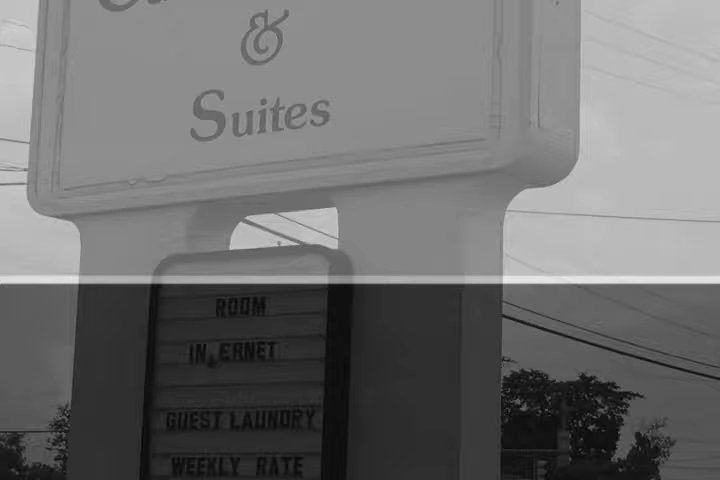 &
Suites
ROOM
IN ERNET
GUEST LAUNDRY
WEEKLY RATE